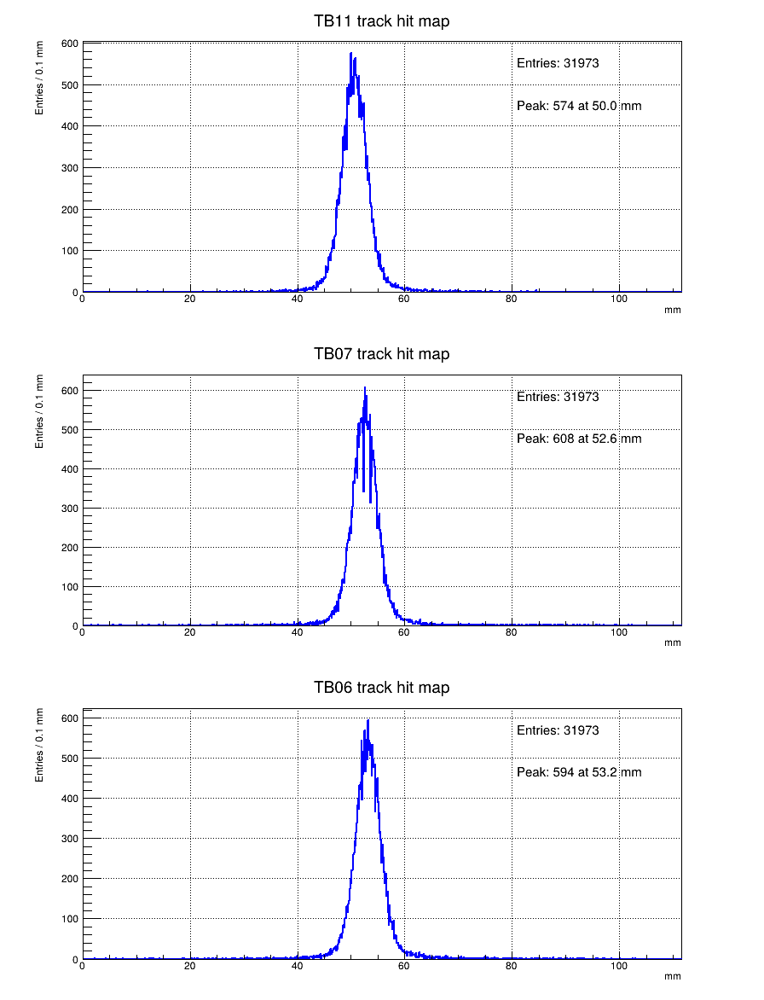 TB11 track hit map
Entries / 0.1 mm
600
500
400
300
200
100
0
Entries: 31973
Peak: 574 at 50.0 mm
0 20 40 60 80 100
mm
TB07 track hit map
Entries / 0.1 mm
600
500
400
300
200
100
0
Entries: 31973
Peak: 608 at 52.6 mm
0 20 40 60 80 100
mm
TB06 track hit map
Entries / 0.1 mm
600
500
400
300
200
100
0
Entries: 31973
Peak: 594 at 53.2 mm
0 20 40 60 80 100
mm